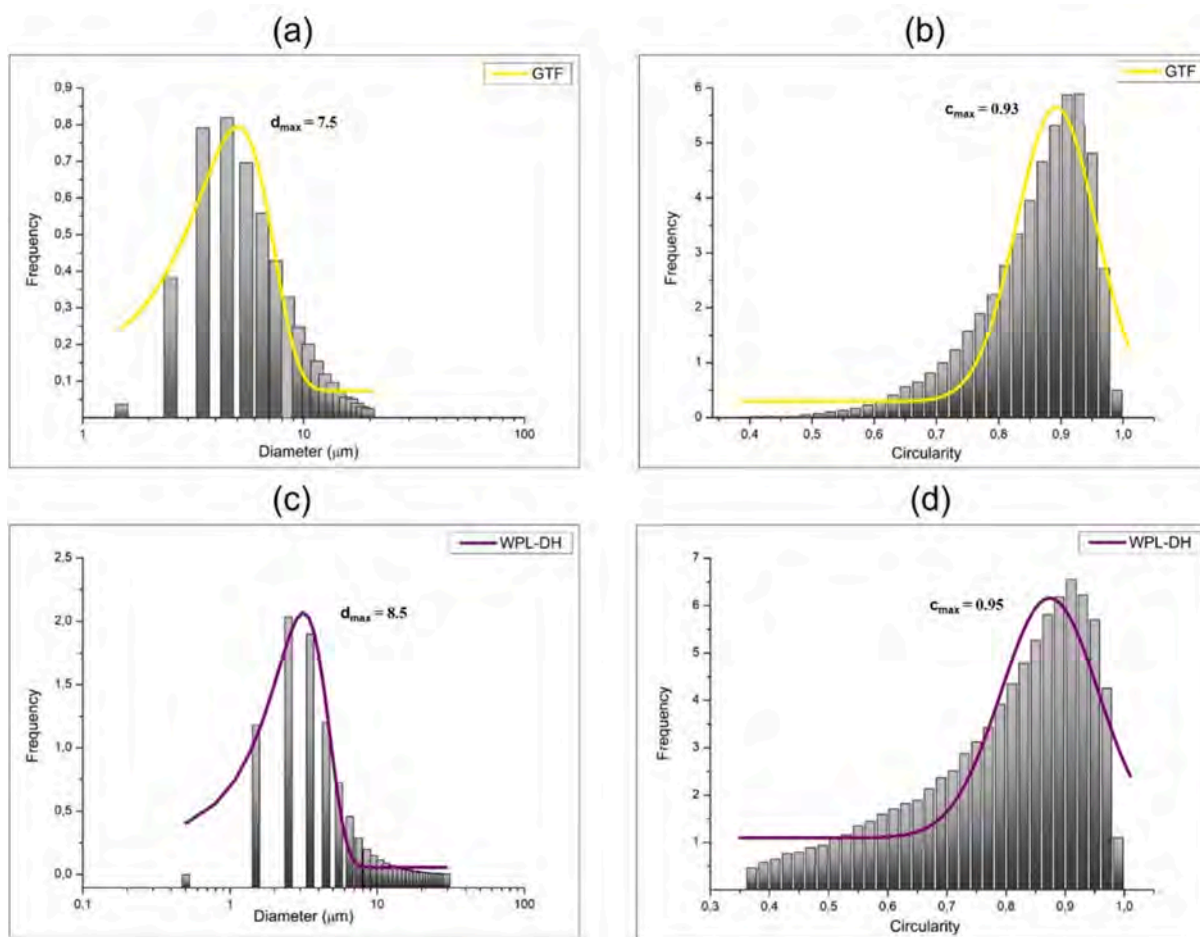 (a)
GTF
0,9
0,8
0,7
0,6
0,5
0,4
0,3
0,2
0,1
Frequency
dmax = 7.5
1
10
100
Diameter (μm)
(b)
GTF
6
5
4
3
2
1
0
Frequency
cmax = 0.93
0,4
0,5
0,6
0,7
0,8
0,9
1,0
Circularity
(c)
WPL-DH
2,5
2,0
1,5
1,0
0,5
0,0
Frequency
dmax = 8.5
0,1
1
10
100
Diameter (μm)
(d)
WPL-DH
7
6
5
4
3
2
1
0
Frequency
cmax = 0.95
0,3
0,4
0,5
0,6
0,7
0,8
0,9
1,0
Circularity